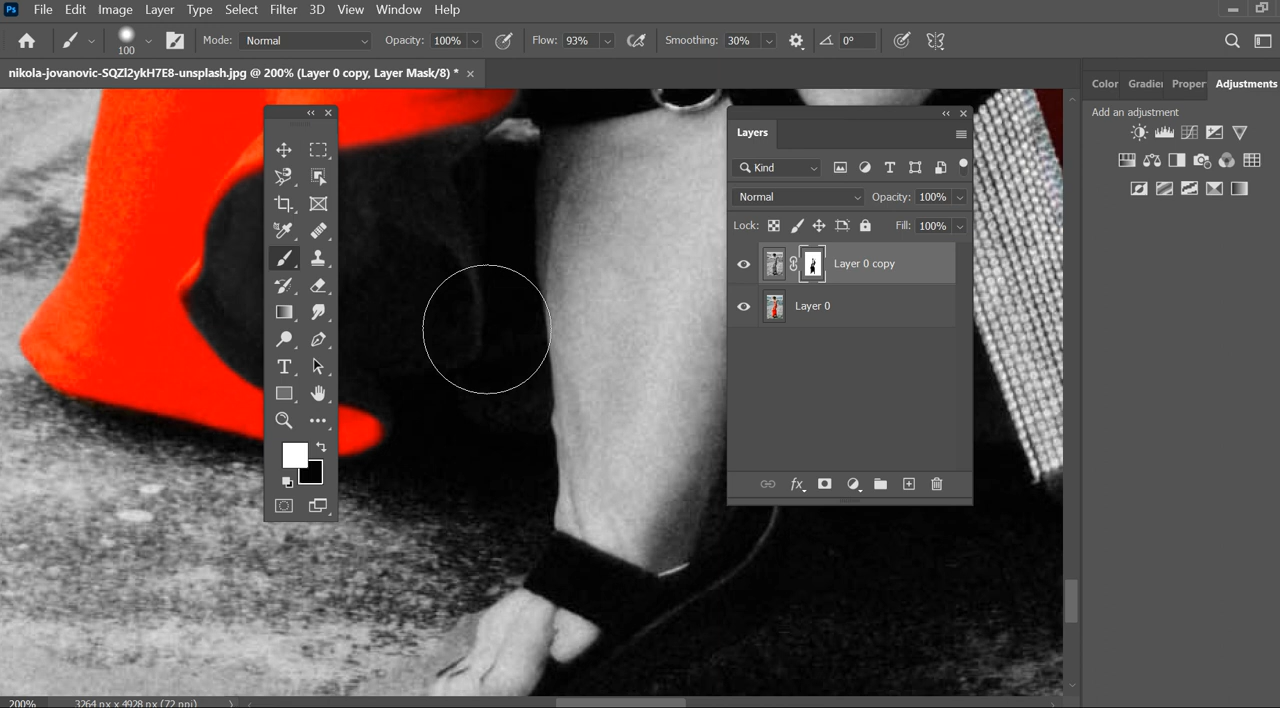 Ps File Edit Image Layer Type Select Filter 3D View Window Help
100 Mode: Normal Opacity: 100% Flow: 93% Smoothing: 30% 0°
nikola-jovanovic-SQZl2ykH7E8-unsplash.jpg @ 200% (Layer 0 copy, Layer Mask/8) * ×
Color Gradie Proper Adjustments
Add an adjustment
Layers
Kind
Normal Opacity: 100%
Lock: Fill: 100%
Layer 0 copy
Layer 0
fx
200% 3264 px x 4928 px (72 ppi)